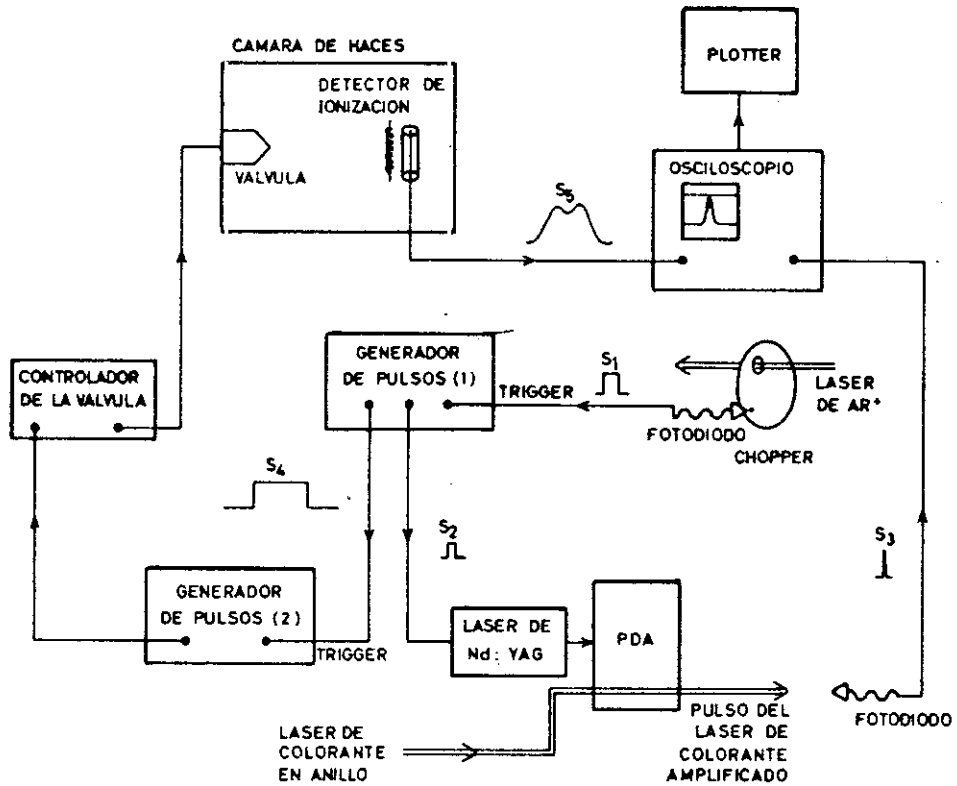 CAMARA DE HACES
DETECTOR DE
IONIZACION
VALVULA
PLOTTER
OSCILOSCOPIO
S5
GENERADOR
DE PULSOS (1)
TRIGGER
S1
FOTODIODO
CHOPPER
LASER
DE AR+
CONTROLADOR
DE LA VALVULA
S4
S2
S3
GENERADOR
DE PULSOS (2)
TRIGGER
LASER DE
Nd: YAG
PDA
LASER DE
COLORANTE
EN ANILLO
PULSO DEL
LASER DE
COLORANTE
AMPLIFICADO
FOTODIODO